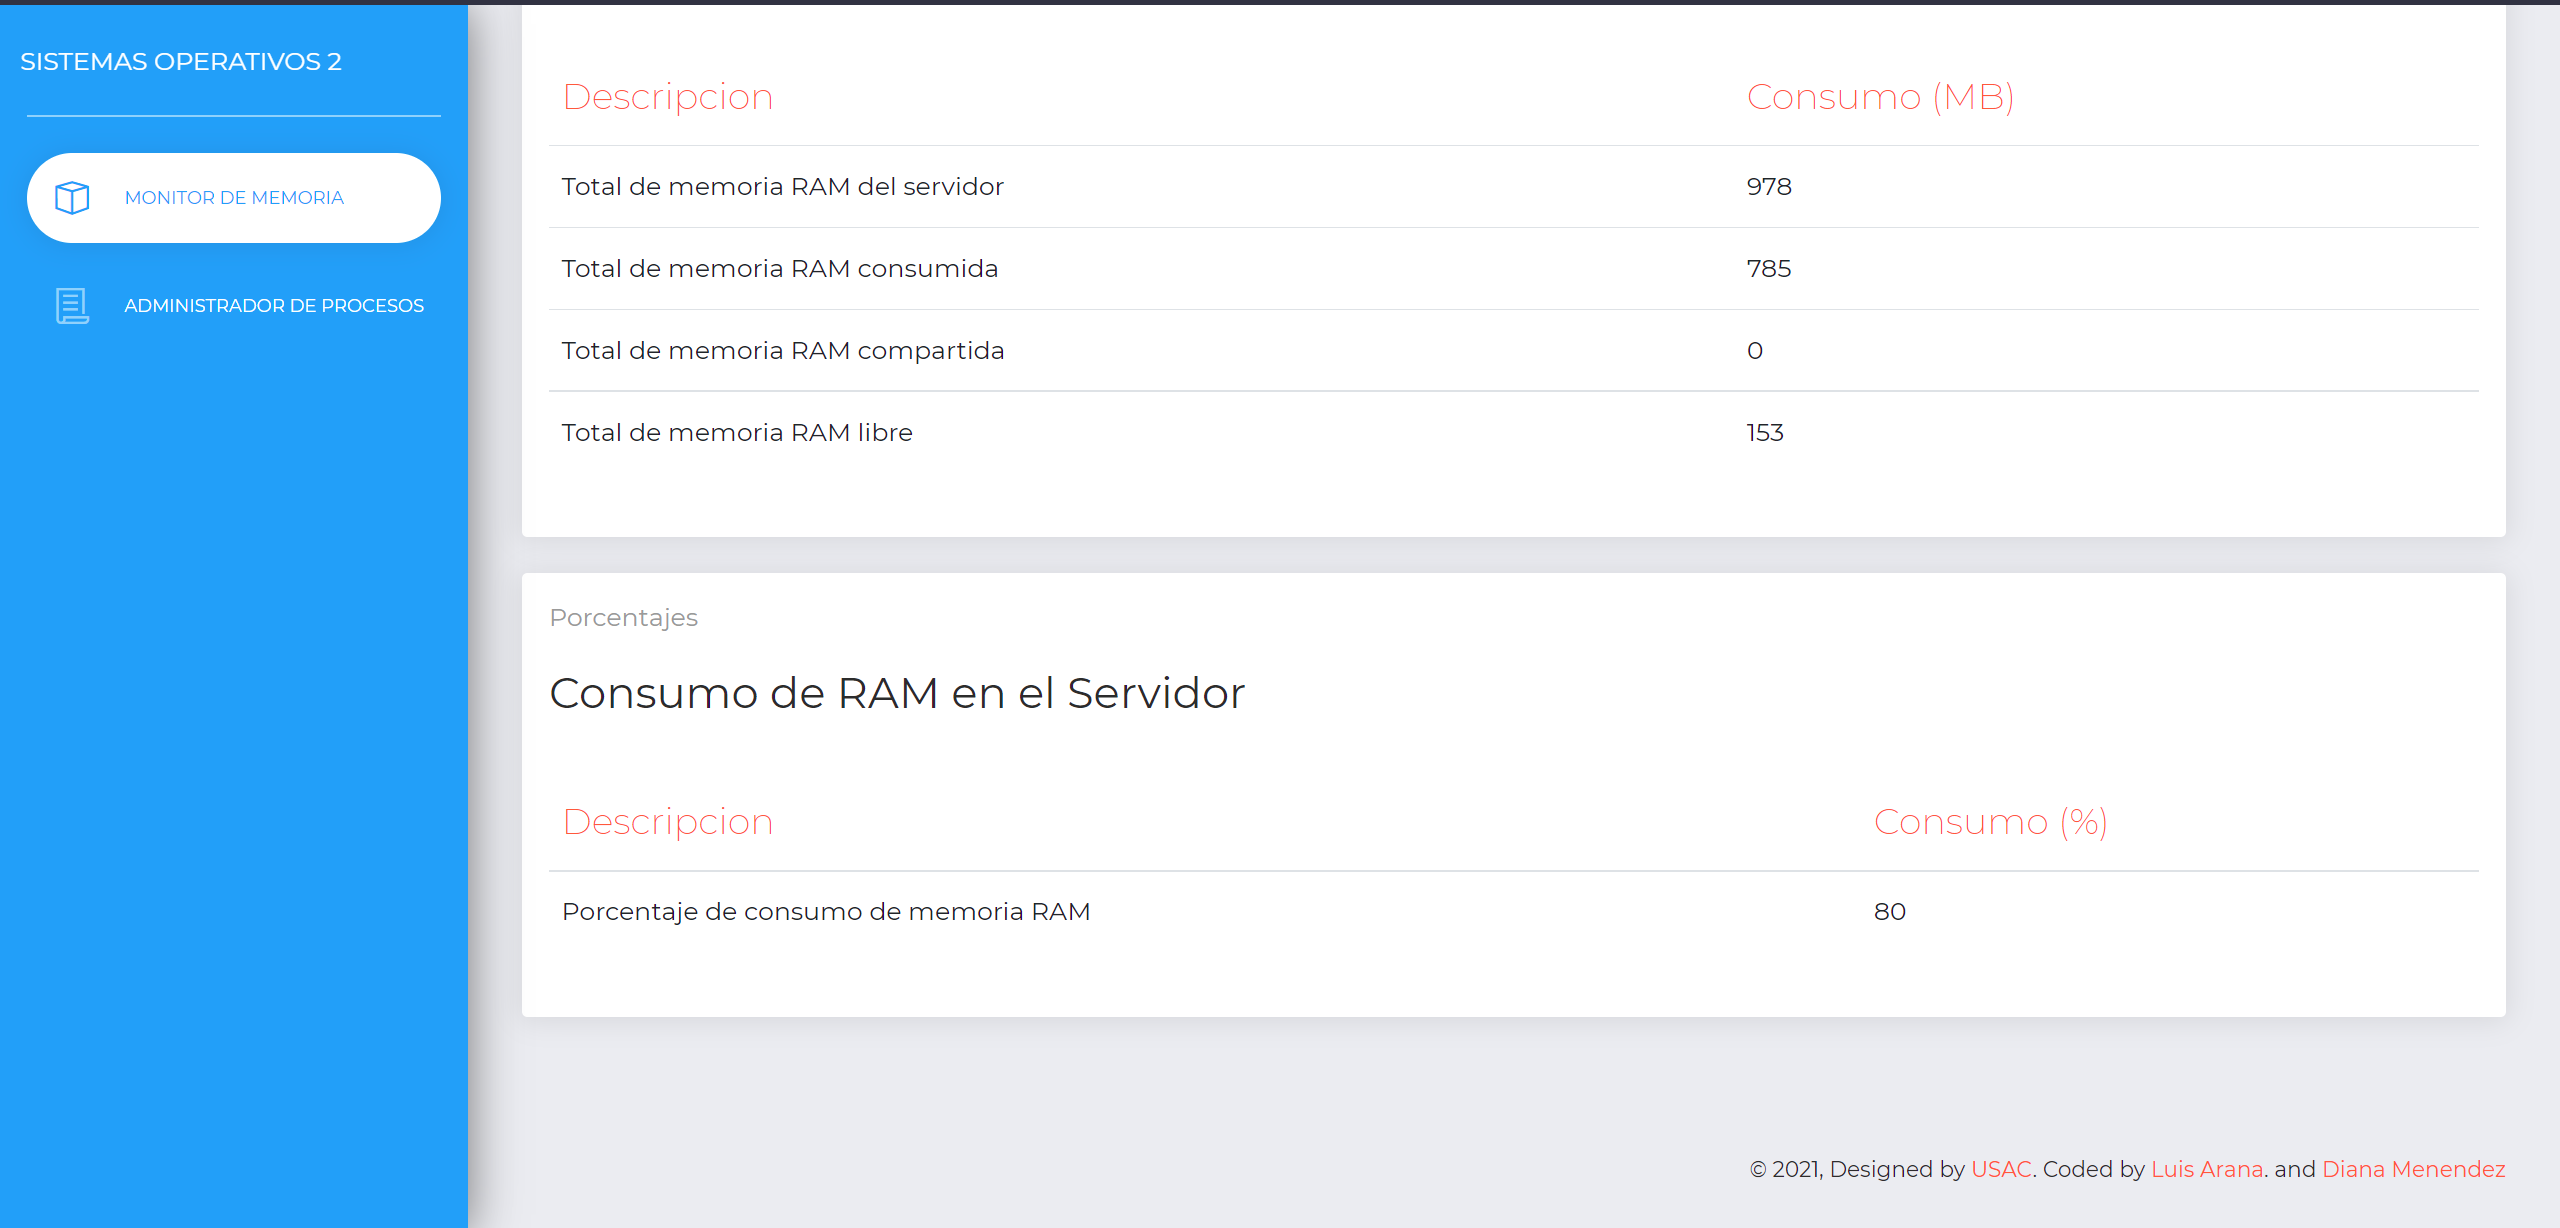 SISTEMAS OPERATIVOS 2
MONITOR DE MEMORIA
ADMINISTRADOR DE PROCESOS
Descripcion Consumo (MB)
Total de memoria RAM del servidor 978
Total de memoria RAM consumida 785
Total de memoria RAM compartida 0
Total de memoria RAM libre 153
Porcentajes
Consumo de RAM en el Servidor
Descripcion Consumo (%)
Porcentaje de consumo de memoria RAM 80
© 2021, Designed by USAC. Coded by Luis Arana. and Diana Menendez